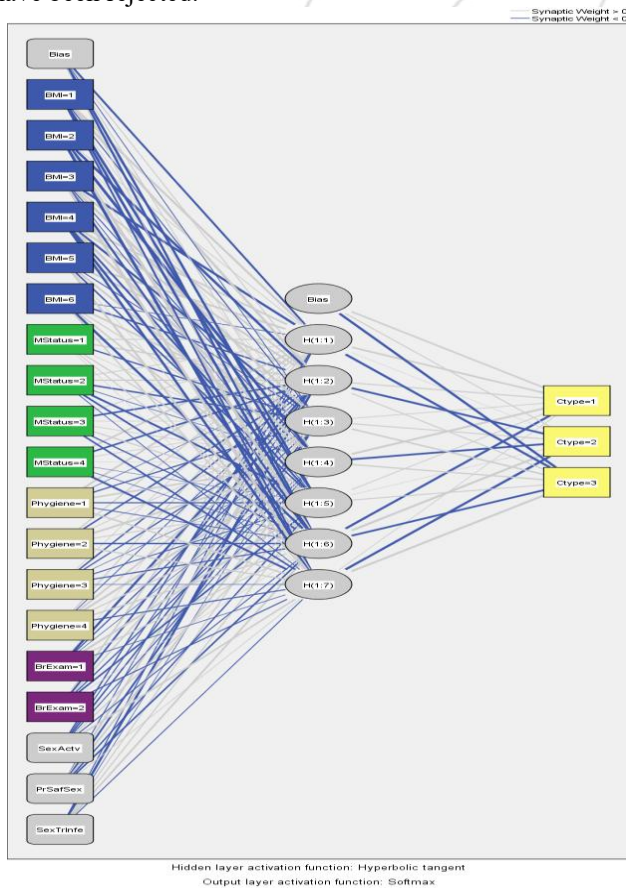 have been rejected.
Synaptic Weight > 0
Synaptic Weight < 0
Bias
BMI=1
BMI=2
BMI=3
BMI=4
BMI=5
BMI=6
MStatus=1
MStatus=2
MStatus=3
MStatus=4
Phygiene=1
Phygiene=2
Phygiene=3
Phygiene=4
BrExam=1
BrExam=2
SexActv
PrSafSex
SexTrInfe
Bias
H(1:1)
H(1:2)
H(1:3)
H(1:4)
H(1:5)
H(1:6)
H(1:7)
Ctype=1
Ctype=2
Ctype=3
Hidden layer activation function: Hyperbolic tangent
Output layer activation function: Softmax